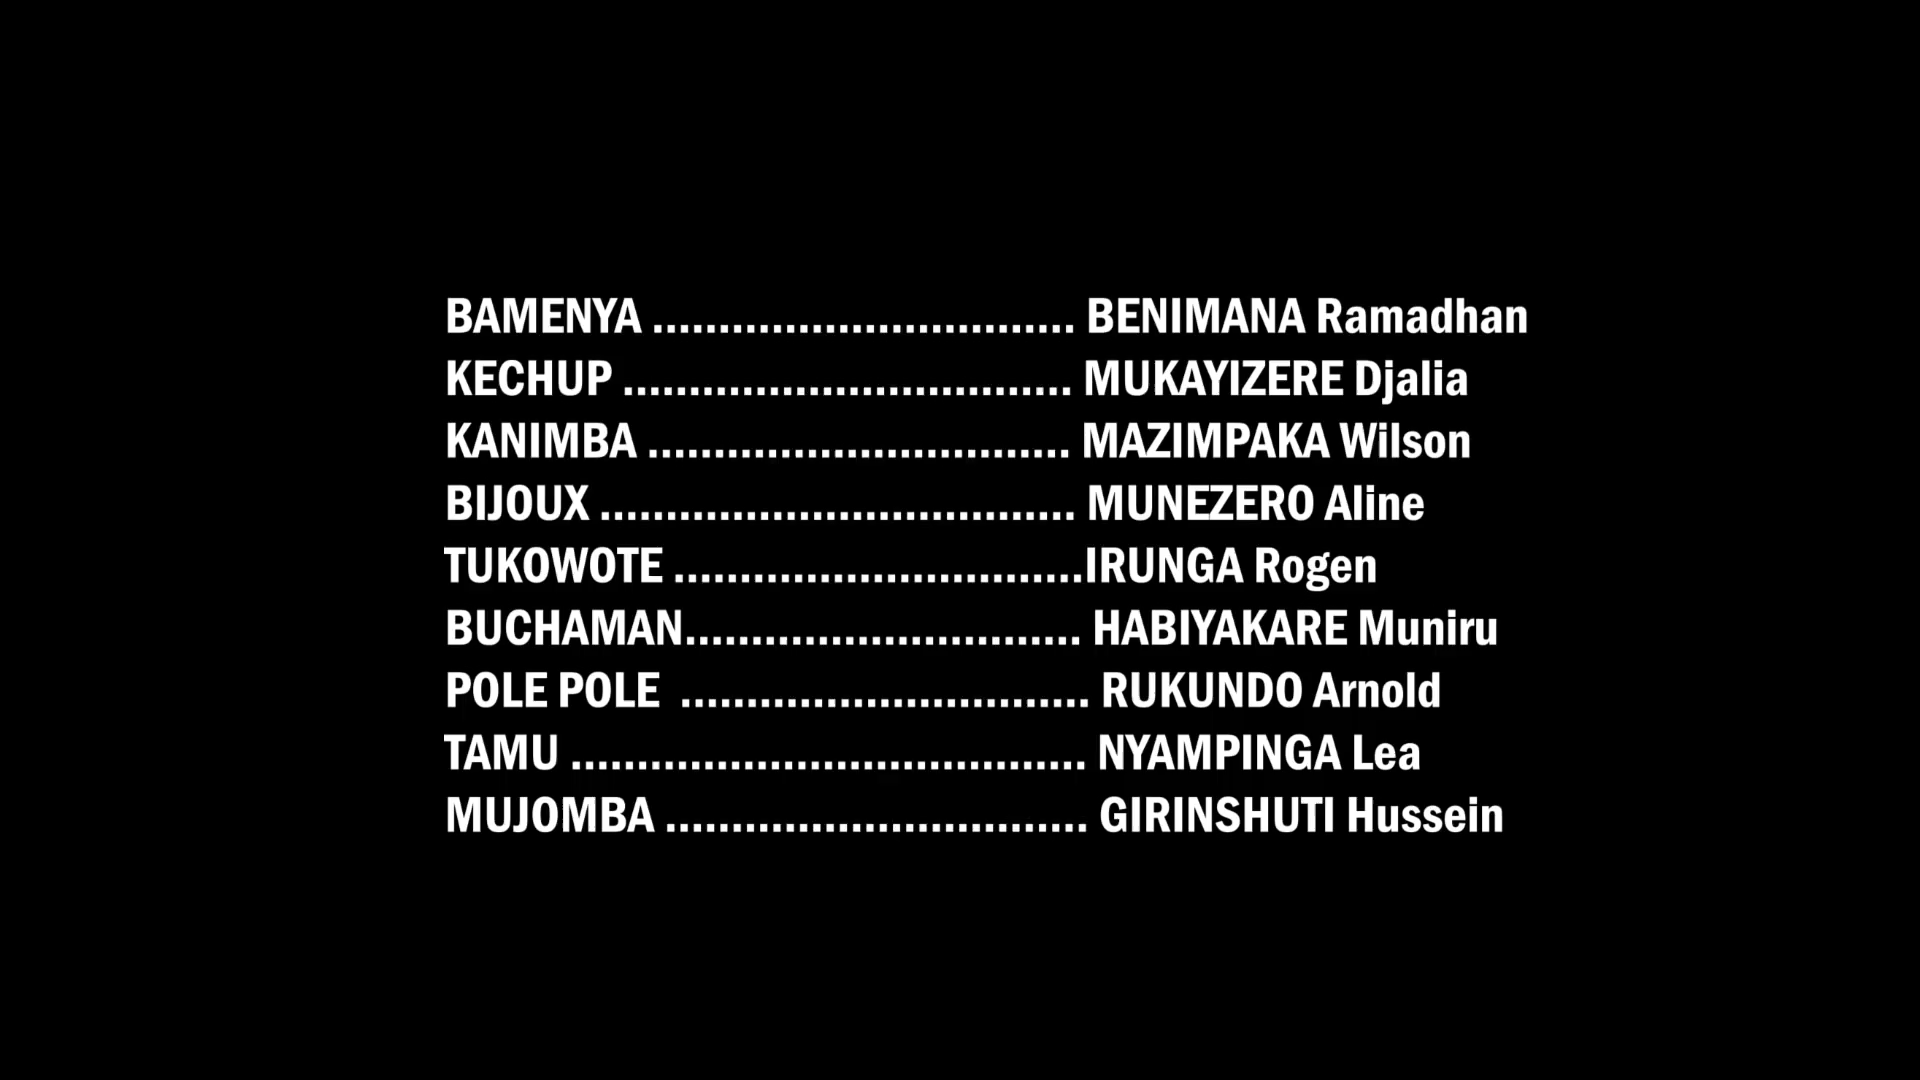 BAMENYA ................................ BENIMANA Ramadhan
KECHUP .................................. MUKAYIZERE Djalia
KANIMBA ................................ MAZIMPAKA Wilson
BIJOUX .................................... MUNEZERO Aline
TUKOWOTE ...............................IRUNGA Rogen
BUCHAMAN.............................. HABIYAKARE Muniru
POLE POLE  ............................... RUKUNDO Arnold
TAMU ....................................... NYAMPINGA Lea
MUJOMBA ................................ GIRINSHUTI Hussein